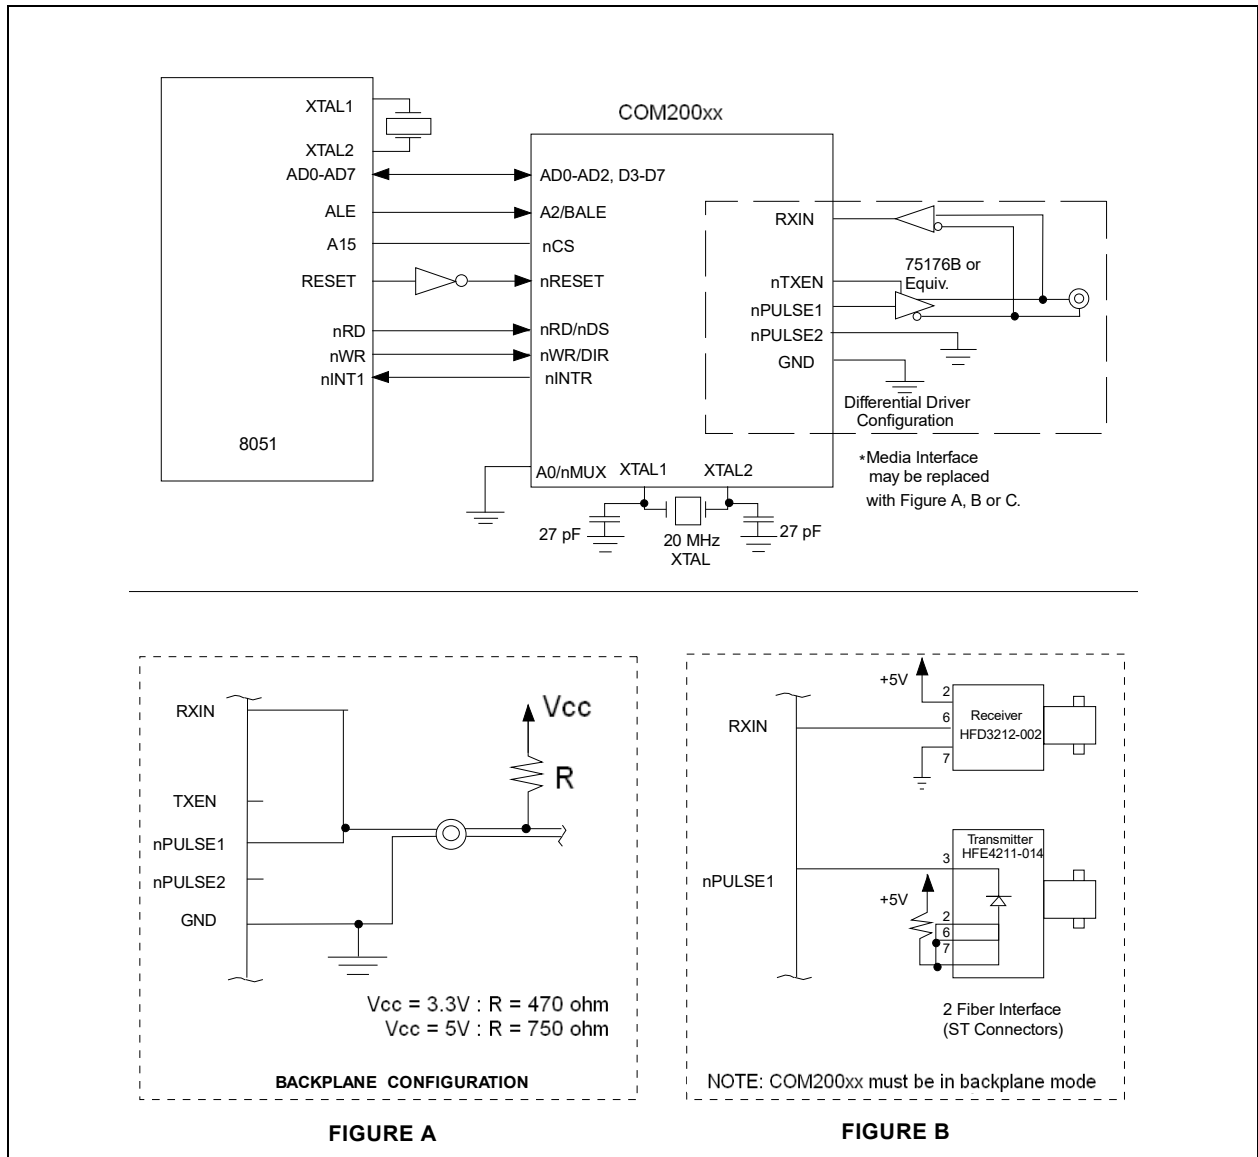 XTAL1
XTAL2
AD0-AD7
ALE
A15
RESET
nRD
nWR
nINT1
8051
COM200xx
AD0-AD2, D3-D7
A2/BALE
nCS
nRESET
nRD/nDS
nWR/DIR
nINTR
A0/nMUX
XTAL1
XTAL2
27 pF
20 MHz
XTAL
27 pF
RXIN
nTXEN
nPULSE1
nPULSE2
GND
75176B or
Equiv.
Differential Driver
Configuration
*Media Interface
may be replaced
with Figure A, B or C.
RXIN
TXEN
nPULSE1
nPULSE2
GND
Vcc
R
Vcc = 3.3V : R = 470 ohm
Vcc = 5V : R = 750 ohm
BACKPLANE CONFIGURATION
FIGURE A
RXIN
nPULSE1
+5V
2
6
7
Receiver
HFD3212-002
Transmitter
HFE4211-014
3
+5V
2
6
7
2 Fiber Interface
(ST Connectors)
NOTE: COM200xx must be in backplane mode
FIGURE B